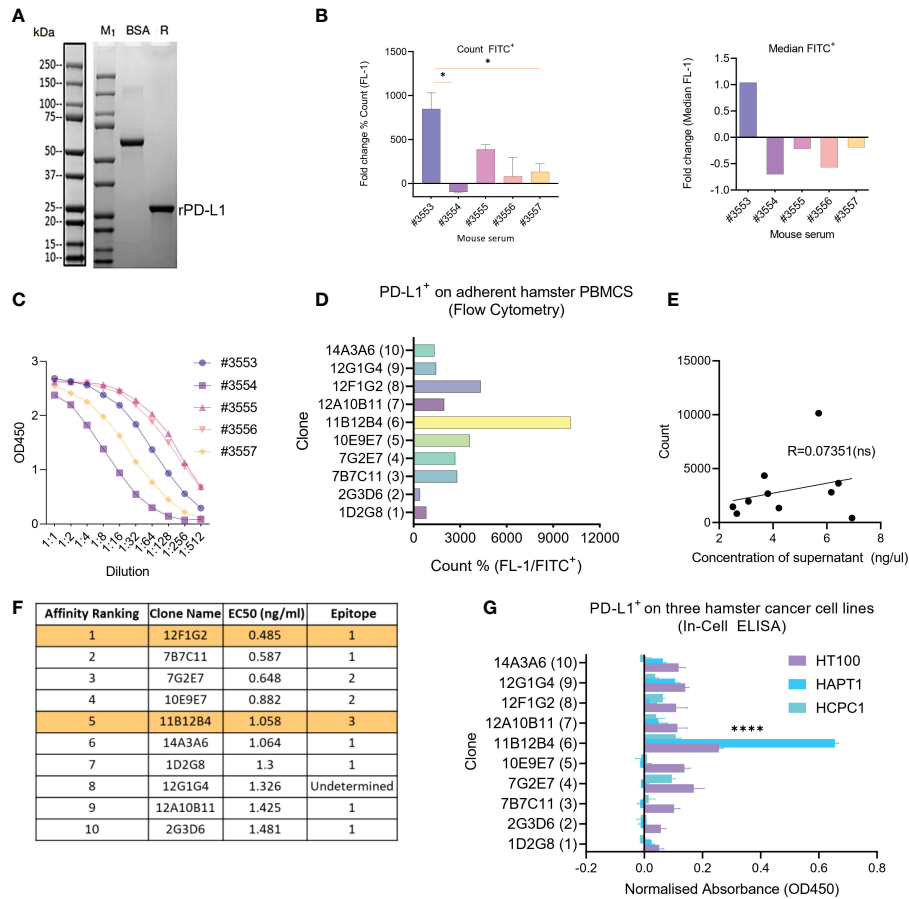 A
kDa
M1 BSA R
250--
150--
100--
75--
50--
37--
25--
20--
15--
10--
rPD-L1
B
Count FITC+
Fold change % Count (FL-1)
1500
1000
500
0
*
*
#3553
#3554
#3555
#3556
#3557
Mouse serum
Median FITC+
Fold change (Median FL-1)
1.5
1.0
0.5
0.0
-0.5
-1.0
#3553
#3554
#3555
#3556
#3557
Mouse serum
C
OD450
3
2
1
0
1:1
1:2
1:4
1:8
1:16
1:32
1:64
1:128
1:256
1:512
Dilution
#3553
#3554
#3555
#3556
#3557
D
PD-L1+ on adherent hamster PBMCS
(Flow Cytometry)
Clone
14A3A6 (10)
12G1G4 (9)
12F1G2 (8)
12A10B11 (7)
11B12B4 (6)
10E9E7 (5)
7G2E7 (4)
7B7C11 (3)
2G3D6 (2)
1D2G8 (1)
0 3000 6000 9000 12000
Count % (FL-1/FITC+)
E
Count
15000
10000
5000
0
R=0.07351(ns)
2 4 6 8
Concentration of supernatant (ng/ul)
F
Affinity Ranking Clone Name EC50 (ng/ml) Epitope
1 12F1G2 0.485 1
2 7B7C11 0.587 1
3 7G2E7 0.648 2
4 10E9E7 0.882 2
5 11B12B4 1.058 3
6 14A3A6 1.064 1
7 1D2G8 1.3 1
8 12G1G4 1.326 Undetermined
9 12A10B11 1.425 1
10 2G3D6 1.481 1
G
PD-L1+ on three hamster cancer cell lines
(In-Cell ELISA)
Clone
14A3A6 (10)
12G1G4 (9)
12F1G2 (8)
12A10B11 (7)
11B12B4 (6)
10E9E7 (5)
7G2E7 (4)
7B7C11 (3)
2G3D6 (2)
1D2G8 (1)
****
HT100
HAPT1
HCPC1
-0.2 0.0 0.2 0.4 0.6 0.8
Normalised Absorbance (OD450)